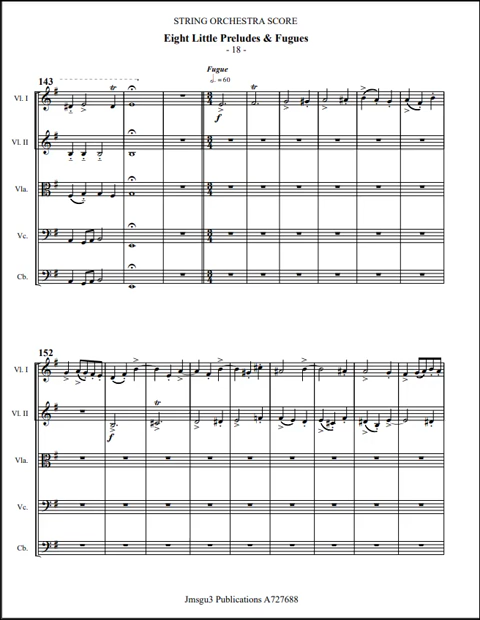 STRING ORCHESTRA SCORE
Eight Little Preludes & Fugues
- 18 -
Fugue
143
= 60
Vl. I
f
Vl. II
Vla.
Vc.
Cb.
152
Vl. I
Vl. II
f
Vla.
Vc.
Cb.
Jmsgu3 Publications A727688